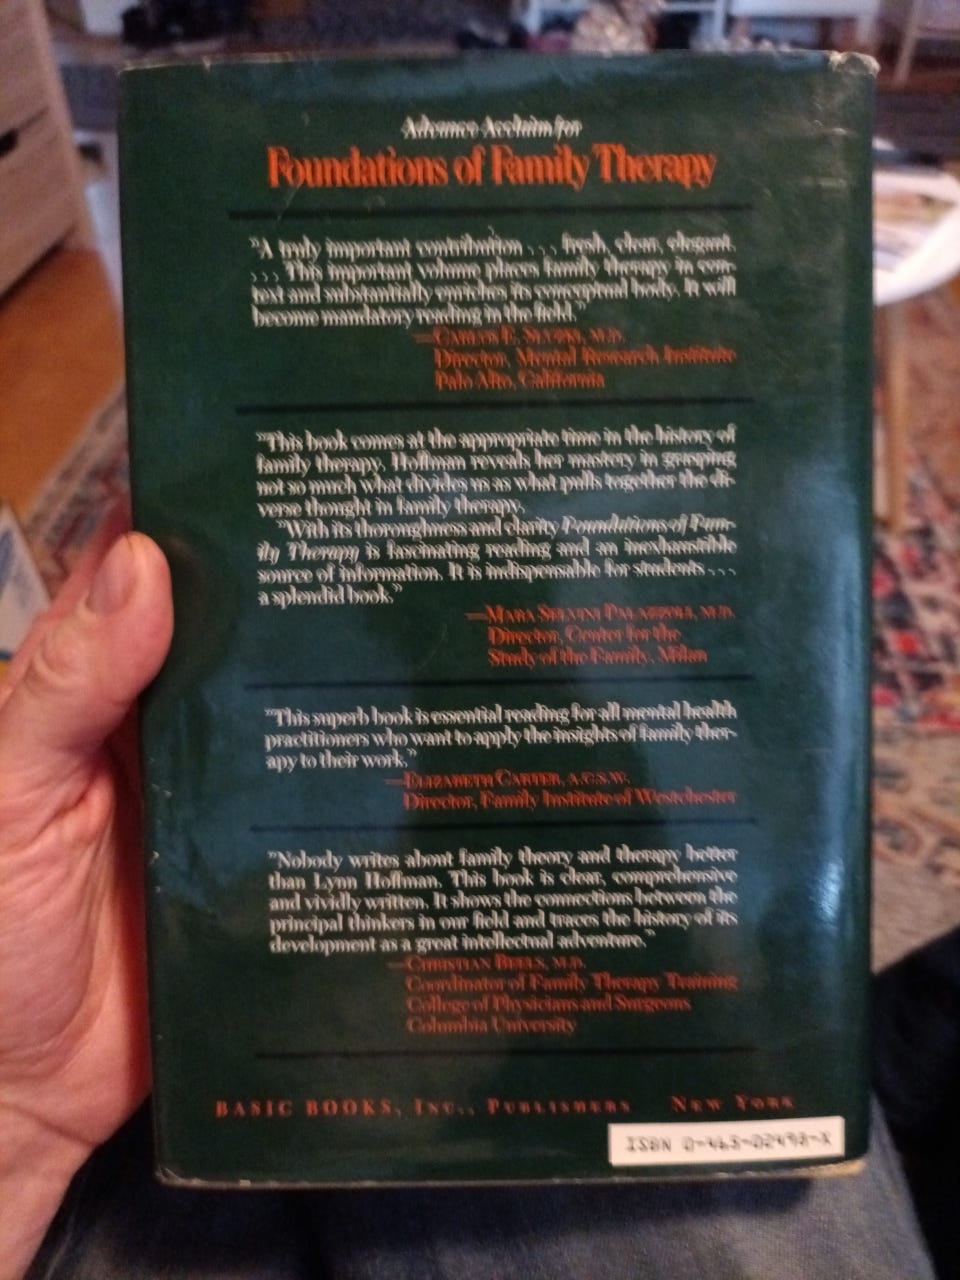 Advance Acclaim for
Foundations of Family Therapy
"A truly important contribution . . . fresh, clear, elegant.
. . . This important volume places family therapy in con-
text and substantially enriches its conceptual body. It will
become mandatory reading in the field."
—CARLOS E. SLUZKI, M.D.
Director, Mental Research Institute
Palo Alto, California
"This book comes at the appropriate time in the history of
family therapy. Hoffman reveals her mastery in grasping
not so much what divides us as what pulls together the di-
verse thought in family therapy.
"With its thoroughness and clarity Foundations of Fam-
ily Therapy is fascinating reading and an inexhaustible
source of information. It is indispensable for students . . .
a splendid book."
—MARA SELVINI PALAZZOLI, M.D.
Director, Center for the
Study of the Family, Milan
"This superb book is essential reading for all mental health
practitioners who want to apply the insights of family ther-
apy to their work."
—ELIZABETH CARTER, A.C.S.W.
Director, Family Institute of Westchester
"Nobody writes about family theory and therapy better
than Lynn Hoffman. This book is clear, comprehensive
and vividly written. It shows the connections between the
principal thinkers in our field and traces the history of its
development as a great intellectual adventure."
—CHRISTIAN BEELS, M.D.
Coordinator of Family Therapy Training
College of Physicians and Surgeons
Columbia University
BASIC BOOKS, INC., PUBLISHERS NEW YORK
ISBN 0-465-02498-X